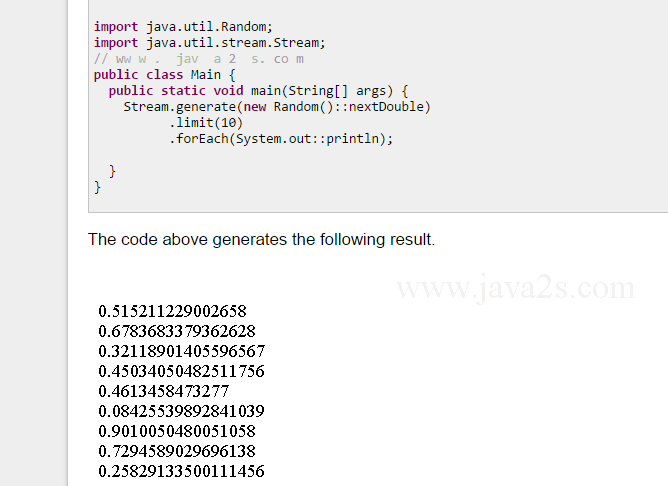 import java.util.Random;
import java.util.stream.Stream;
// ww w .  jav  a 2  s. co m
public class Main {
  public static void main(String[] args) {
    Stream.generate(new Random()::nextDouble)
          .limit(10)
          .forEach(System.out::println);
  }
}
The code above generates the following result.
www.java2s.com
0.515211229002658
0.6783683379362628
0.32118901405596567
0.45034050482511756
0.4613458473277
0.08425539892841039
0.9010050480051058
0.7294589029696138
0.25829133500111456